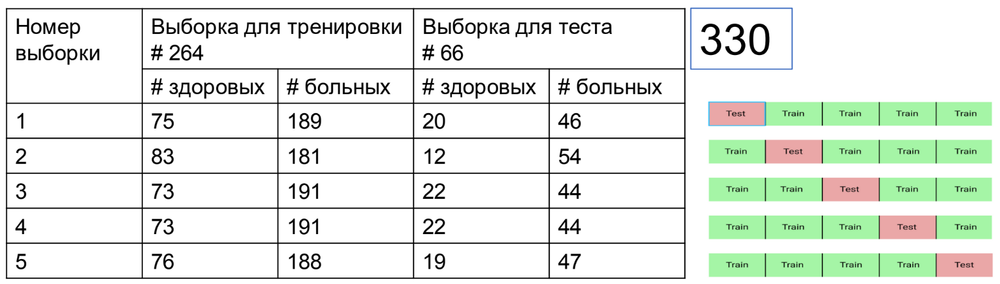 Номер выборки Выборка для тренировки # 264 Выборка для теста # 66
330
# здоровых # больных # здоровых # больных
1 75 189 20 46
2 83 181 12 54
3 73 191 22 44
4 73 191 22 44
5 76 188 19 47
Test Train Train Train Train
Train Test Train Train Train
Train Train Test Train Train
Train Train Train Test Train
Train Train Train Train Test